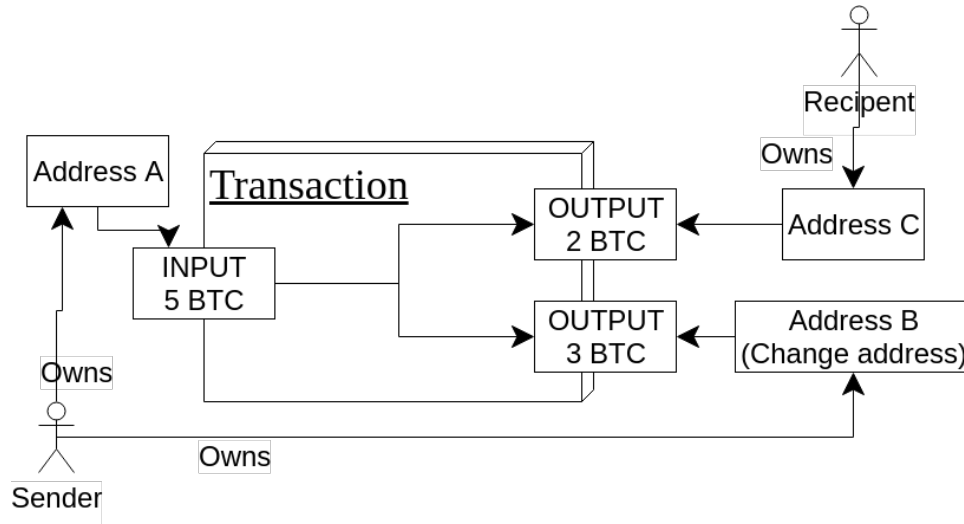 Recipent
Owns
Address A
Transaction
OUTPUT
2 BTC
Address C
INPUT
5 BTC
OUTPUT
3 BTC
Address B
(Change address)
Owns
Owns
Sender